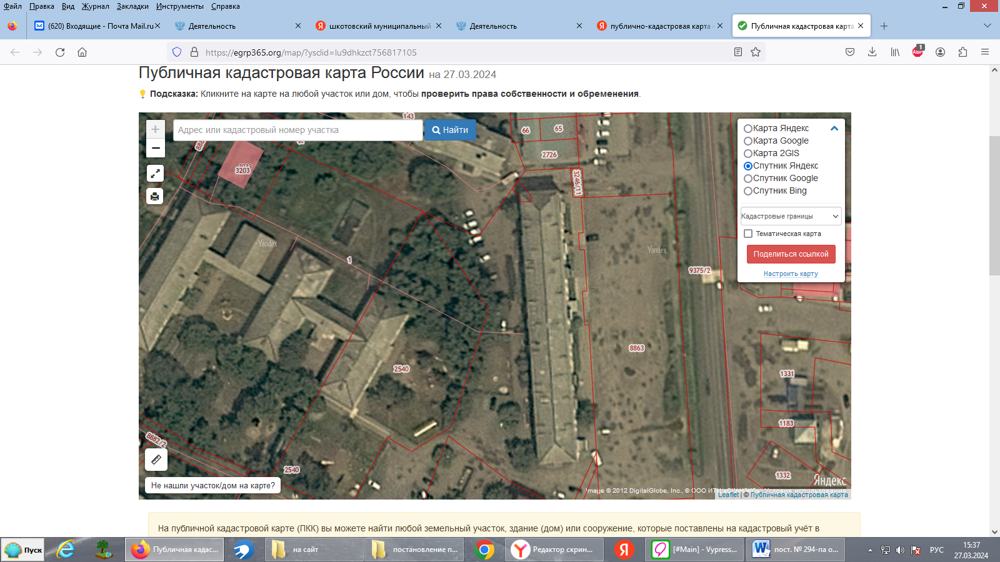 Файл Правка Вид Журнал Закладки Инструменты Справка
(620) Входящие - Почта Mail.ru
Деятельность
шкотовский муниципальный
Деятельность
публично-кадастровая карта -
Публичная кадастровая карта
https://egrp365.org/map/?ysclid=lu9dhkzct756817105
ABP
1
Публичная кадастровая карта России на 27.03.2024
Подсказка: Кликните на карте на любой участок или дом, чтобы проверить права собственности и обременения.
Адрес или кадастровый номер участка
Найти
143
66
65
2726
3203
3246/11
1
Yandex
Yandex
9375/2
8863
2540
1331
1183
1332
8882/2
2540
Карта Яндекс
Карта Google
Карта 2GIS
Спутник Яндекс
Спутник Google
Спутник Bing
Кадастровые границы
Тематическая карта
Поделиться ссылкой
Настроить карту
Не нашли участок/дом на карте?
Яндекс
Image © 2012 DigitalGlobe, Inc., © ООО ИТЦ «СКАНЭКС» Условия использования
Leaflet | © Публичная кадастровая карта
На публичной кадастровой карте (ПКК) вы можете найти любой земельный участок, здание (дом) или сооружение, которые поставлены на кадастровый учёт в
Пуск
Публичная кадас...
на сайт
постановление п...
Редактор скрин...
[#Main] - Vypress...
пост. № 294-па о...
РУС
15:37
27.03.2024